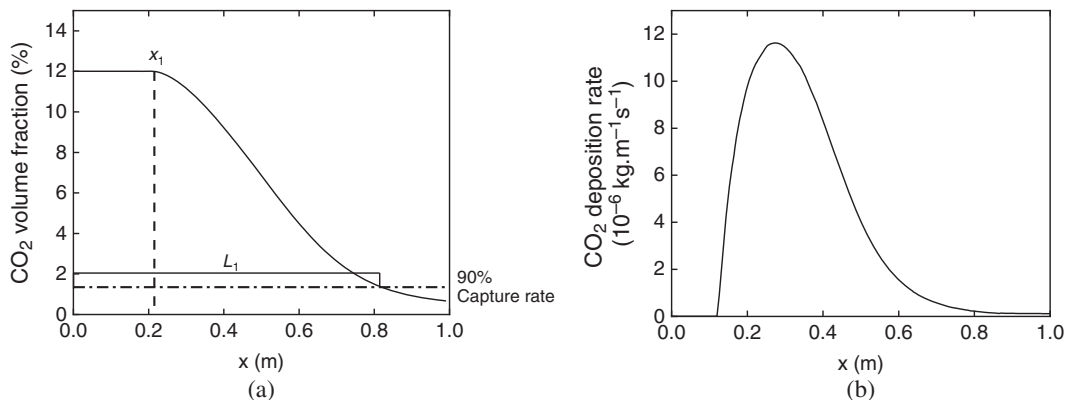 14
12
10
8
6
4
2
0
CO2 volume fraction (%)
x1
L1
90%
Capture rate
0.0 0.2 0.4 0.6 0.8 1.0
x (m)
(a)
12
10
8
6
4
2
0
CO2 deposition rate
(10−6 kg.m−1s−1)
0.0 0.2 0.4 0.6 0.8 1.0
x (m)
(b)